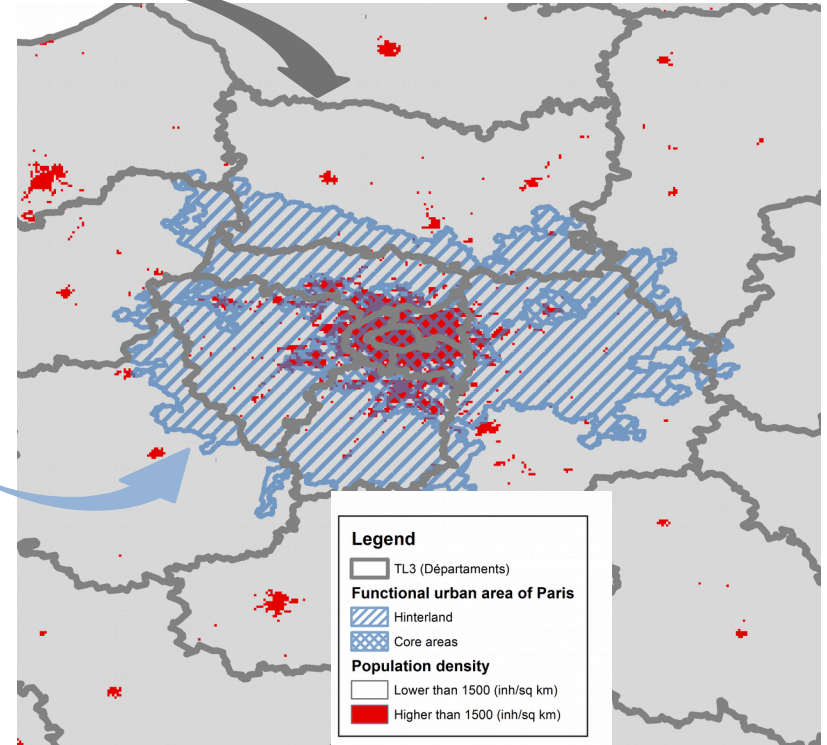 Legend
TL3 (Départaments)
Functional urban area of Paris
Hinterland
Core areas
Population density
Lower than 1500 (inh/sq km)
Higher than 1500 (inh/sq km)